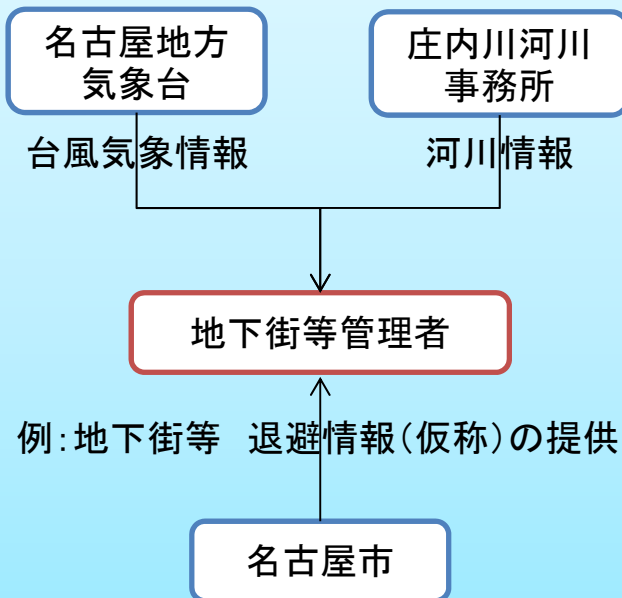 名古屋地方
気象台
庄内川河川
事務所
台風気象情報
河川情報
地下街等管理者
例：地下街等　退避情報（仮称）の提供
名古屋市